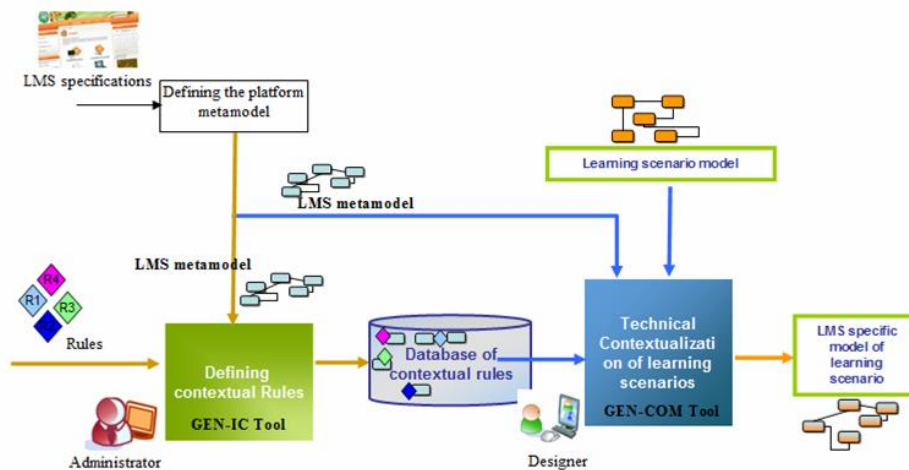 LMS specifications
Defining the platform
metamodel
Learning scenario model
LMS metamodel
LMS metamodel
R4
R1
R3
R2
Rules
Defining
contextual Rules
GEN-IC Tool
Database of
contextual rules
Technical
Contextualizati
on of learning
scenarios
GEN-COM Tool
LMS specific
model of
learning
scenario
Administrator
Designer